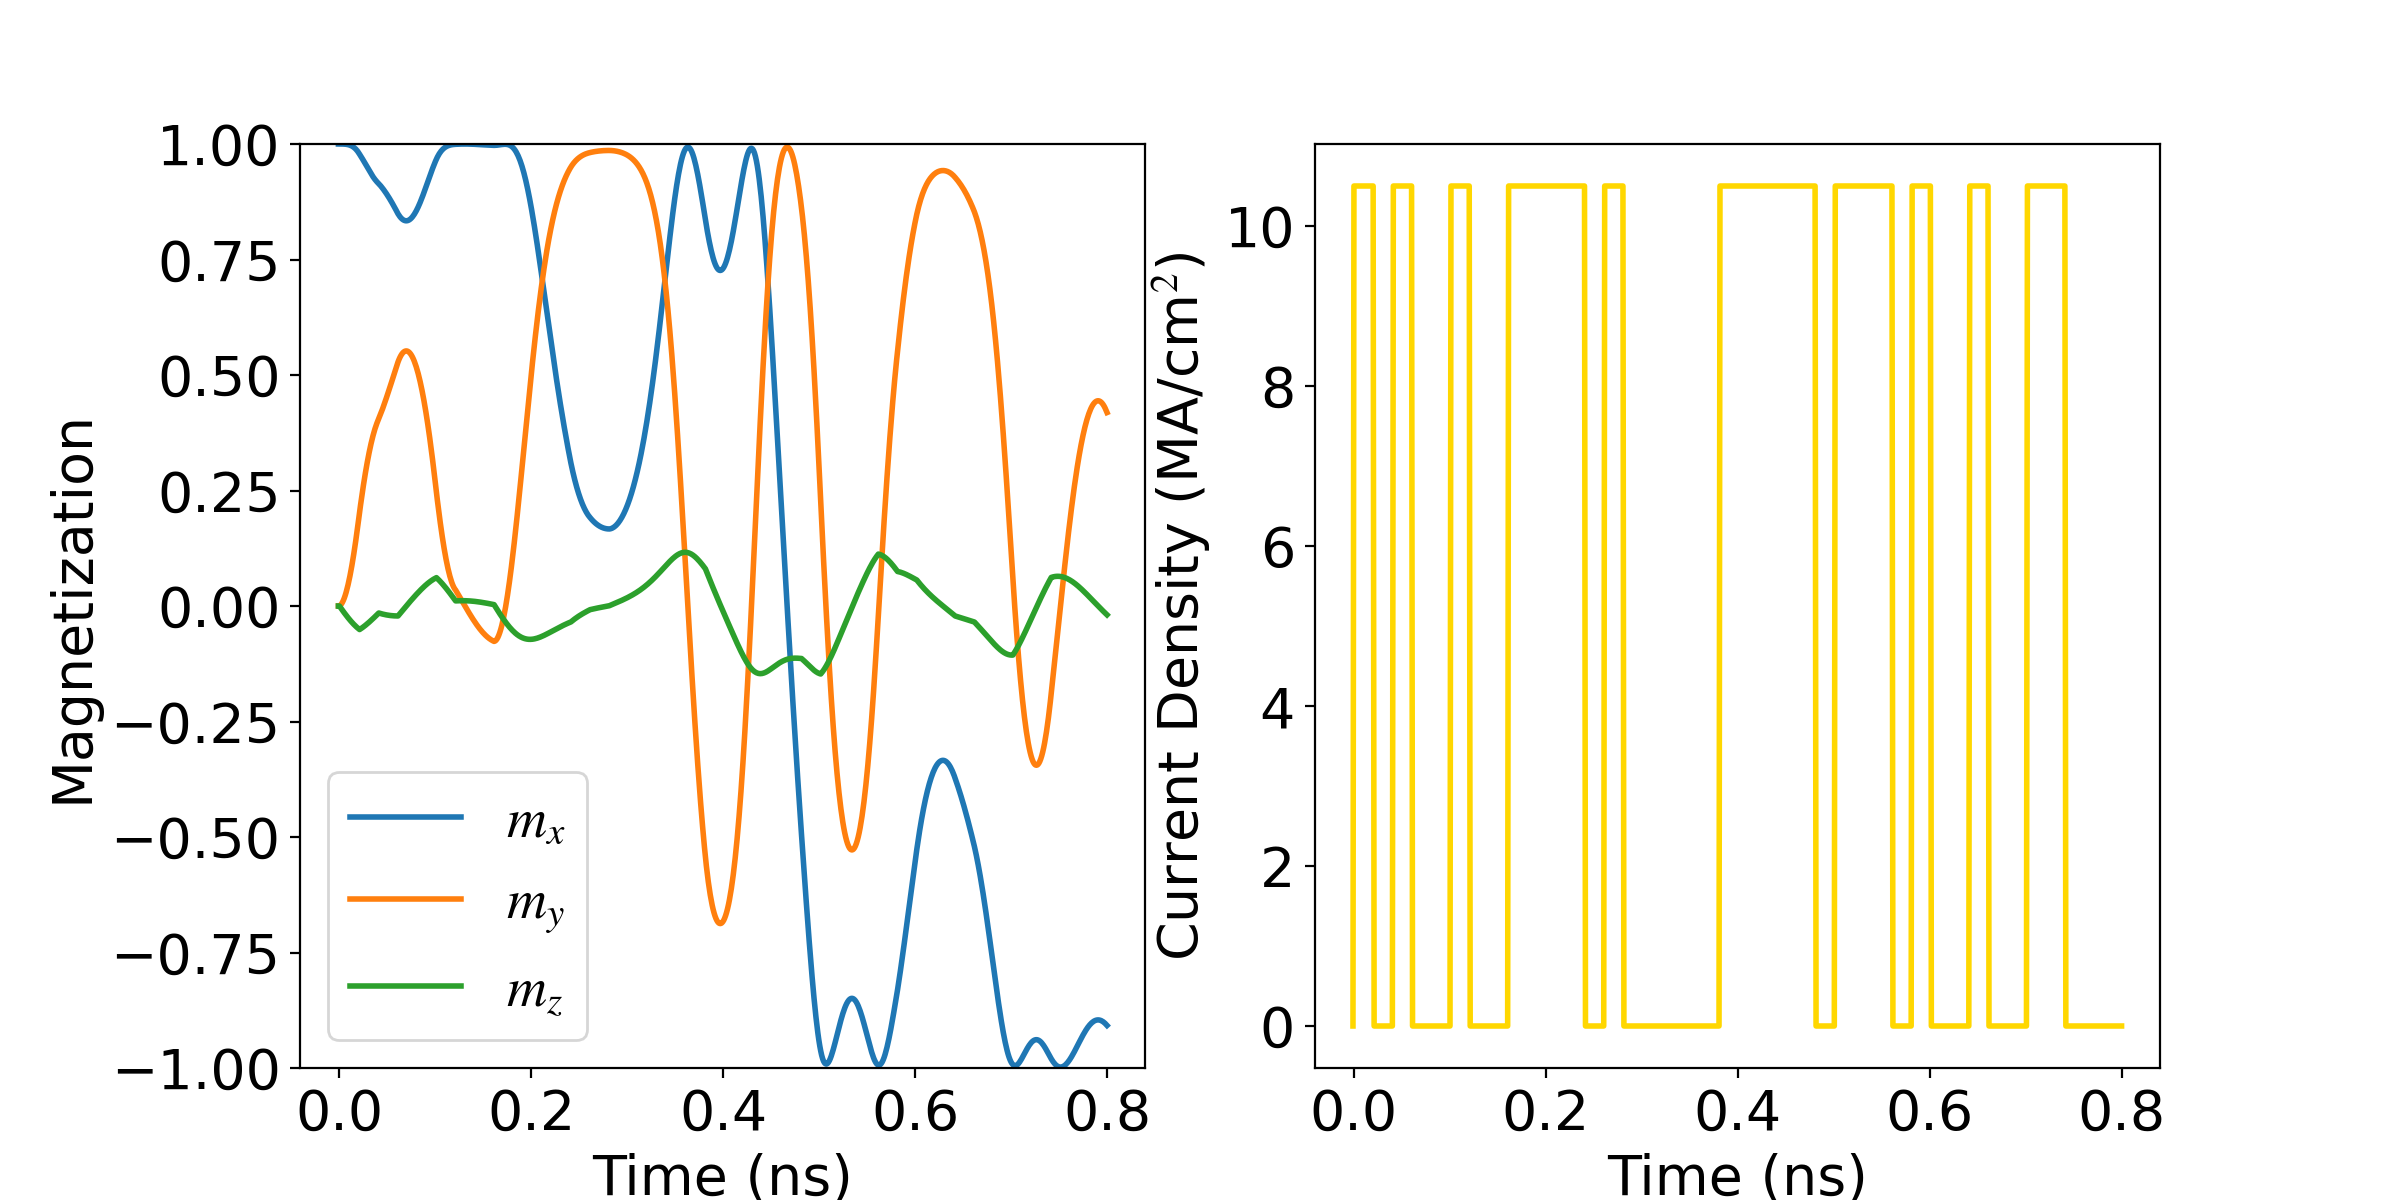 1.00
0.75
0.50
0.25
0.00
−0.25
−0.50
−0.75
−1.00
Magnetization
m_x
m_y
m_z
0.0 0.2 0.4 0.6 0.8
Time (ns)
10
8
6
4
2
0
Current Density (MA/cm²)
0.0 0.2 0.4 0.6 0.8
Time (ns)